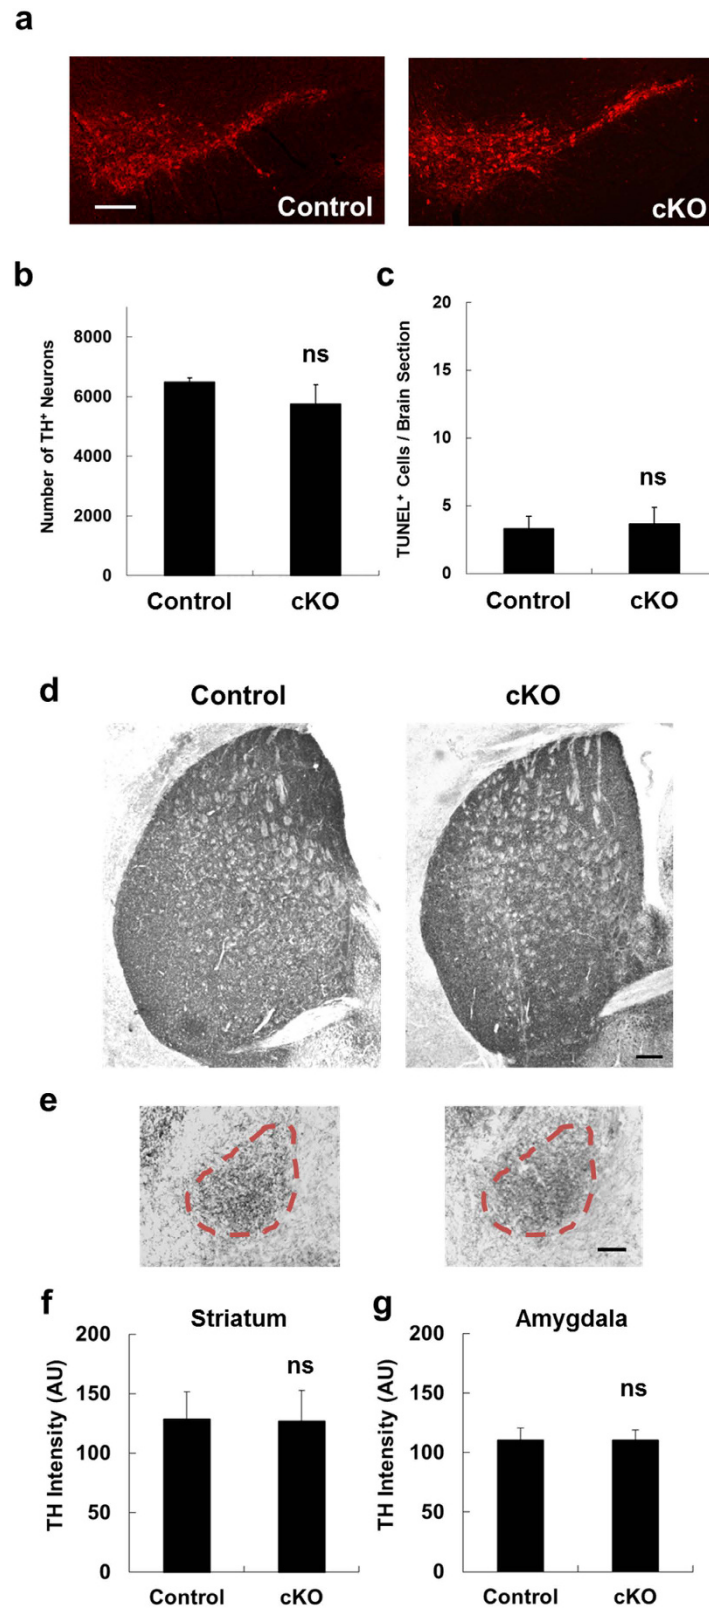 a
Control
cKO
b
Number of TH⁺ Neurons
8000
6000
4000
2000
0
ns
Control
cKO
c
TUNEL⁺ Cells / Brain Section
20
15
10
5
0
ns
Control
cKO
d
Control
cKO
e
f
Striatum
TH Intensity (AU)
200
150
100
50
0
ns
Control
cKO
g
Amygdala
TH Intensity (AU)
200
150
100
50
0
ns
Control
cKO